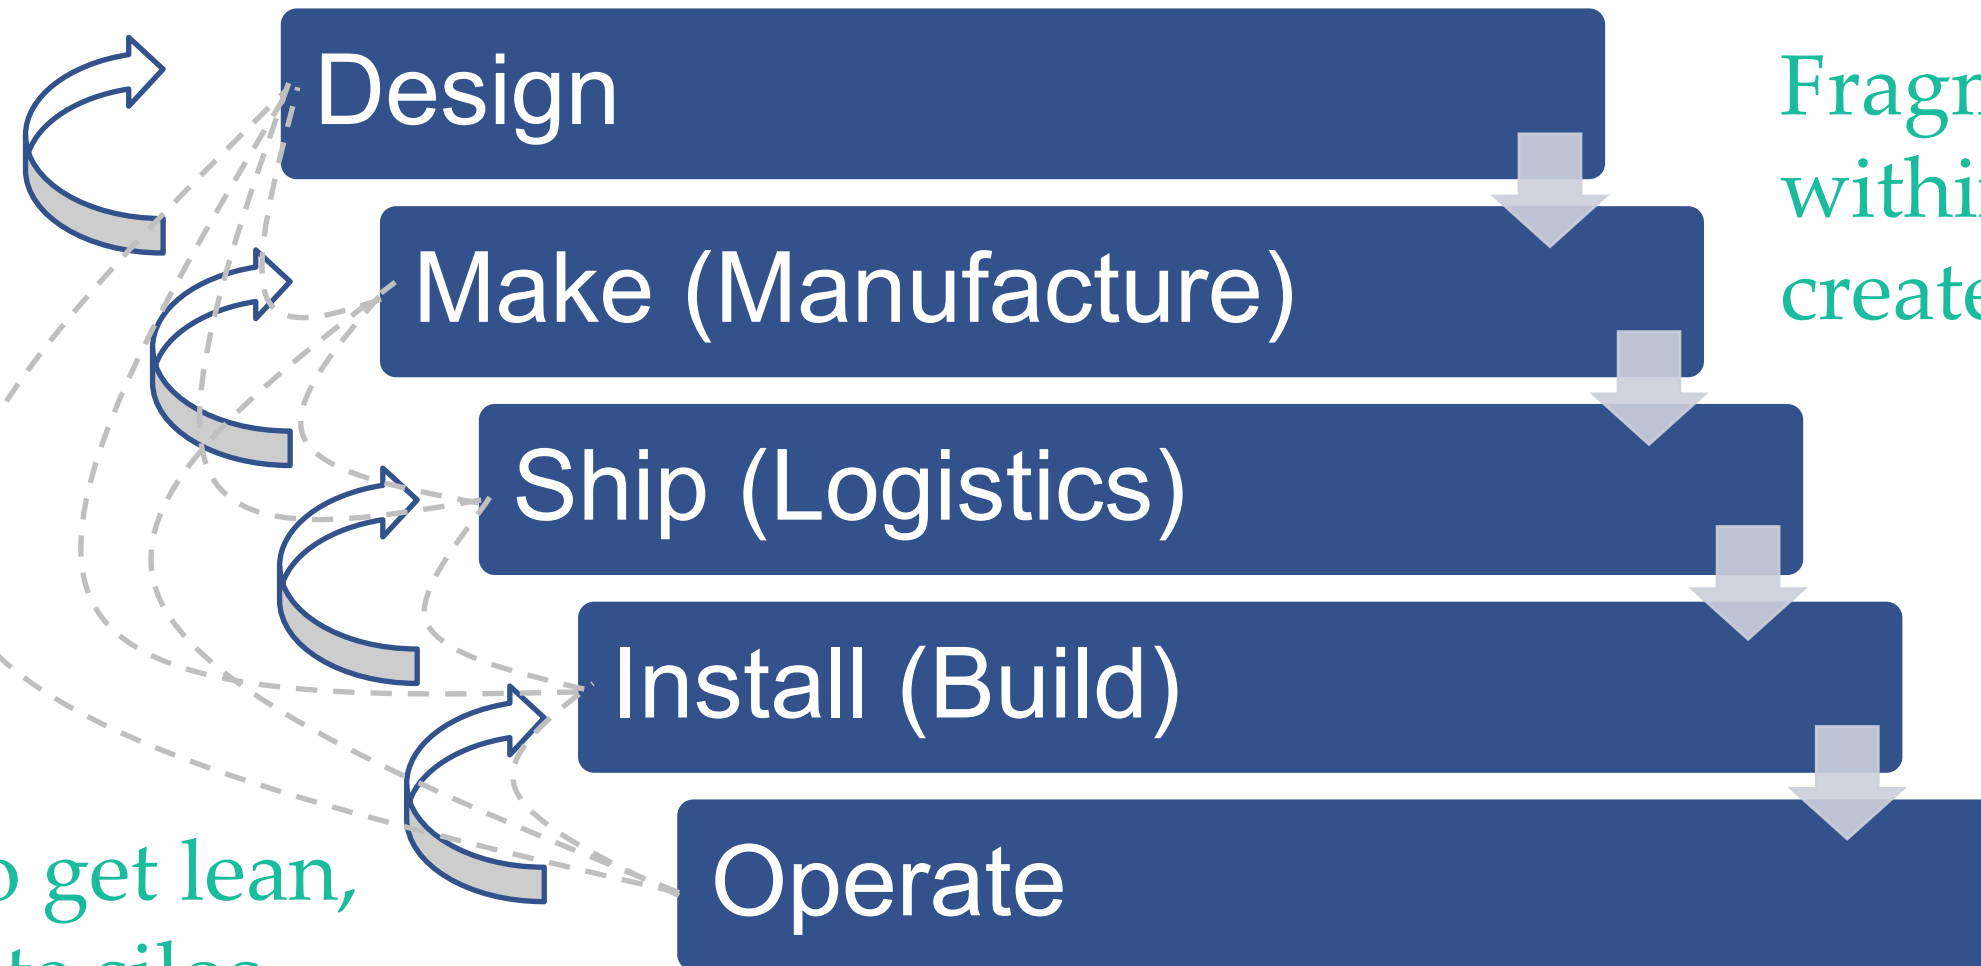 Design
Make (Manufacture)
Ship (Logistics)
Install (Build)
Operate
get lean,